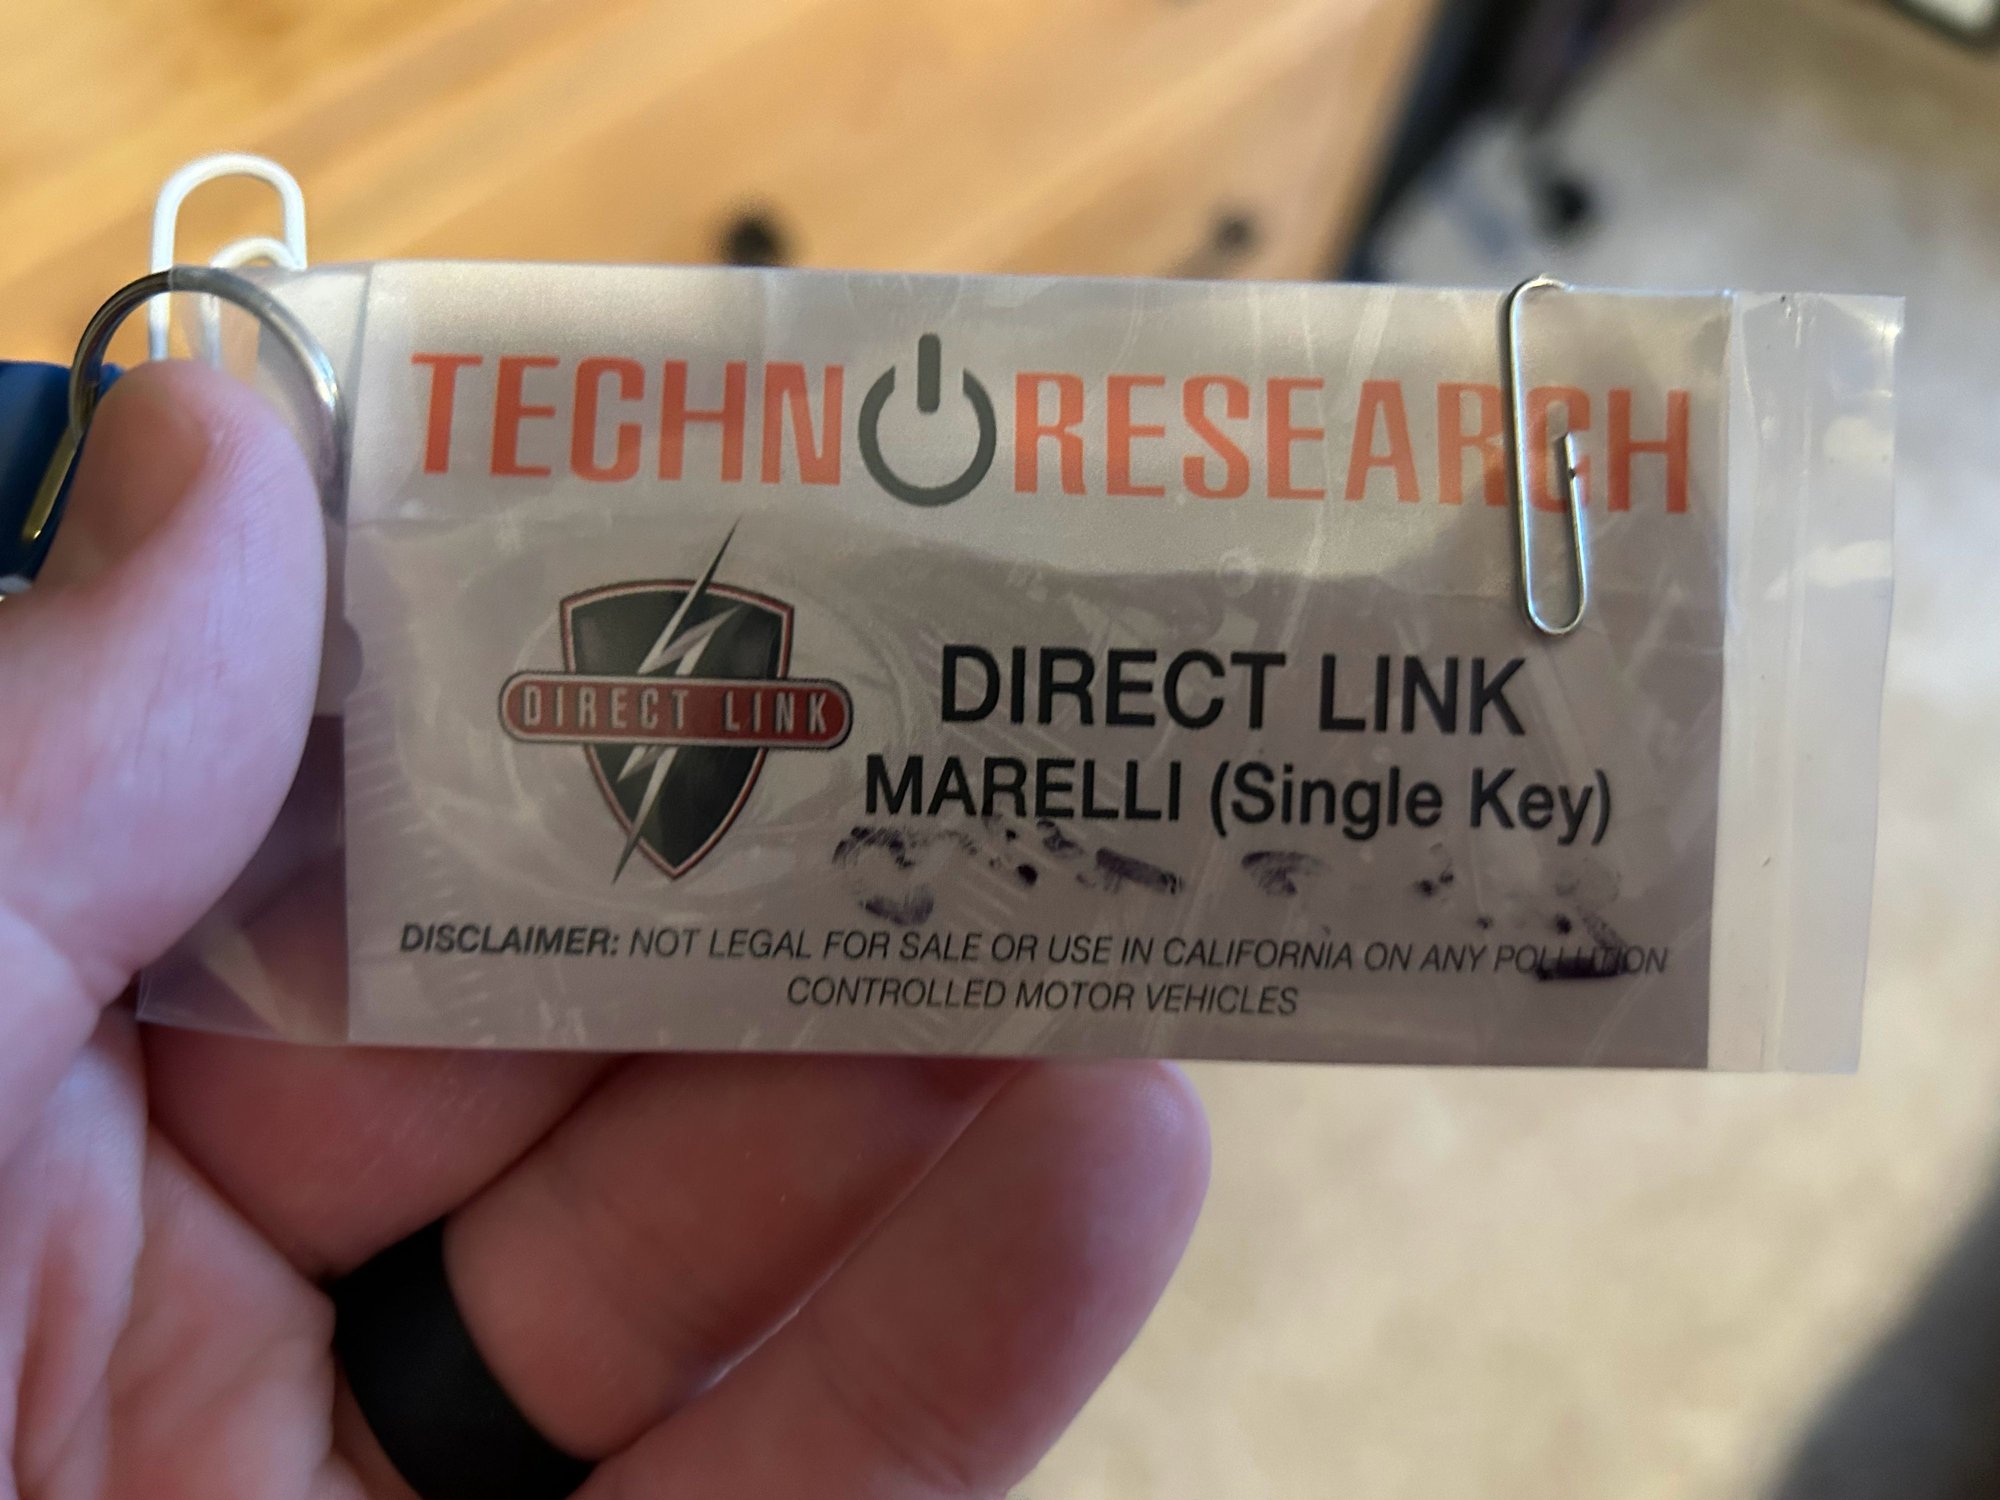 TECHNORESEARCH
DIRECT LINK
DIRECT LINK
MARELLI (Single Key)
DISCLAIMER: NOT LEGAL FOR SALE OR USE IN CALIFORNIA ON ANY POLLUTION
CONTROLLED MOTOR VEHICLES